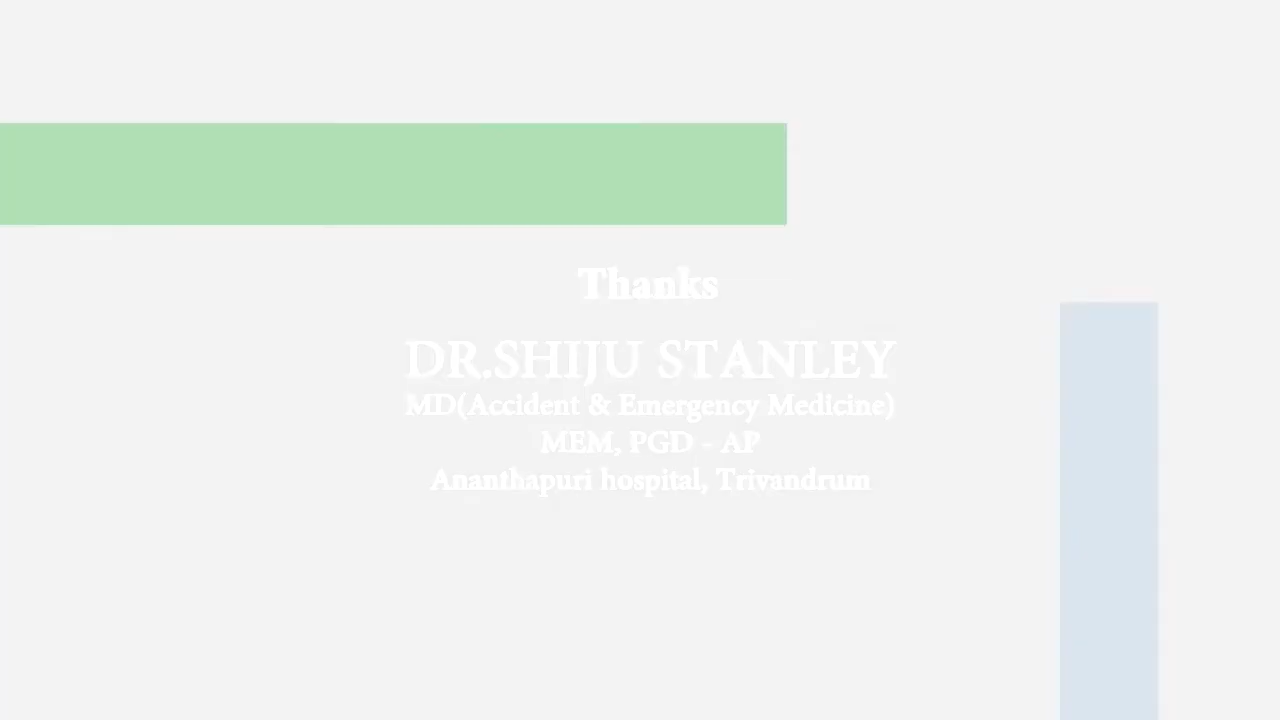 Thanks
DR.SHIJU STANLEY
MD(Accident & Emergency Medicine)
MEM, PGD - AP
Ananthapuri hospital, Trivandrum